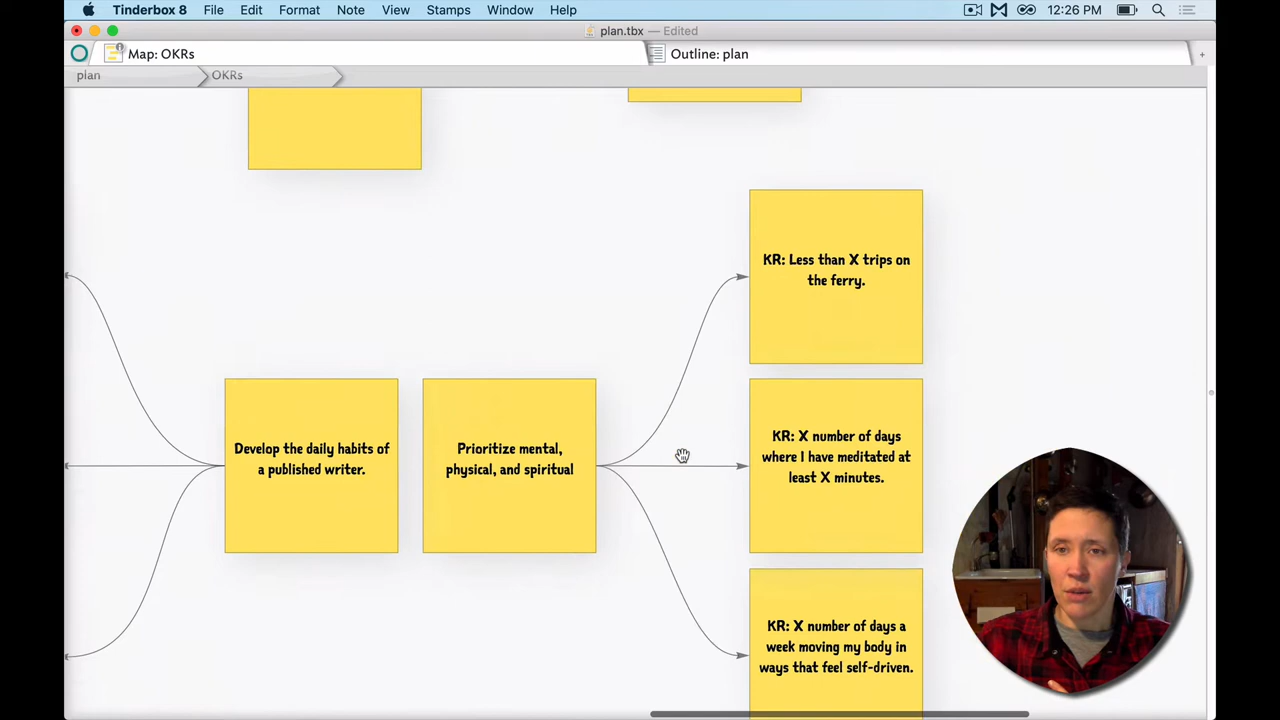 Tinderbox 8 File Edit Format Note View Stamps Window Help 12:26 PM
plan.tbx — Edited
Map: OKRs
Outline: plan
+
plan OKRs
KR: Less than X trips on
the ferry.
Develop the daily habits of
a published writer.
Prioritize mental,
physical, and spiritual
KR: X number of days
where I have meditated at
least X minutes.
KR: X number of days a
week moving my body in
ways that feel self-driven.